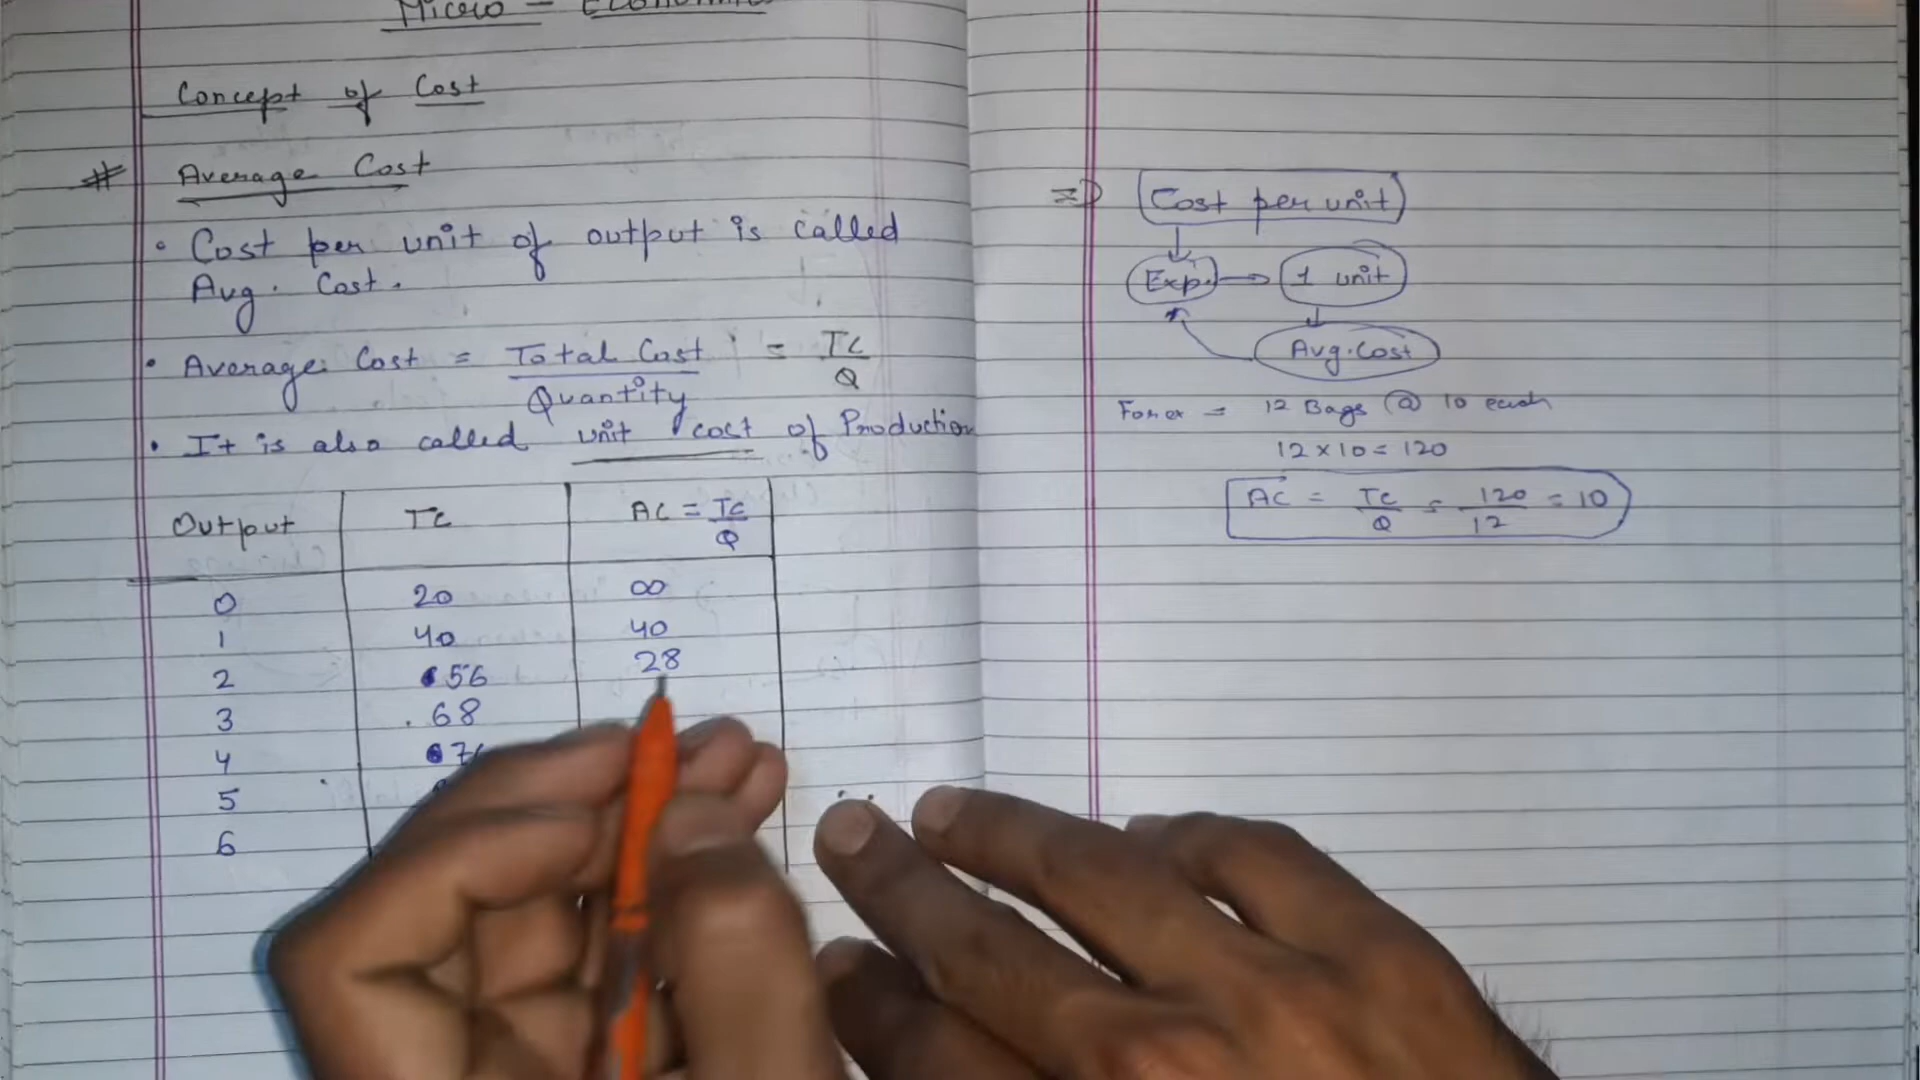 Micro - Economics
Concept of Cost
# Average Cost
• Cost per unit of output is called
Avg. Cost.
• Average Cost = Total Cost / Quantity = TC / Q
• It is also called unit cost of Production
Output TC AC = TC / Q
0 20 ∞
1 40 40
2 56 28
3 68
4
5
6
=> Cost per unit
Exp. → 1 unit
Avg. Cost
For ex = 12 Bags @ 10 each
12 × 10 = 120
AC = TC / Q = 120 / 12 = 10